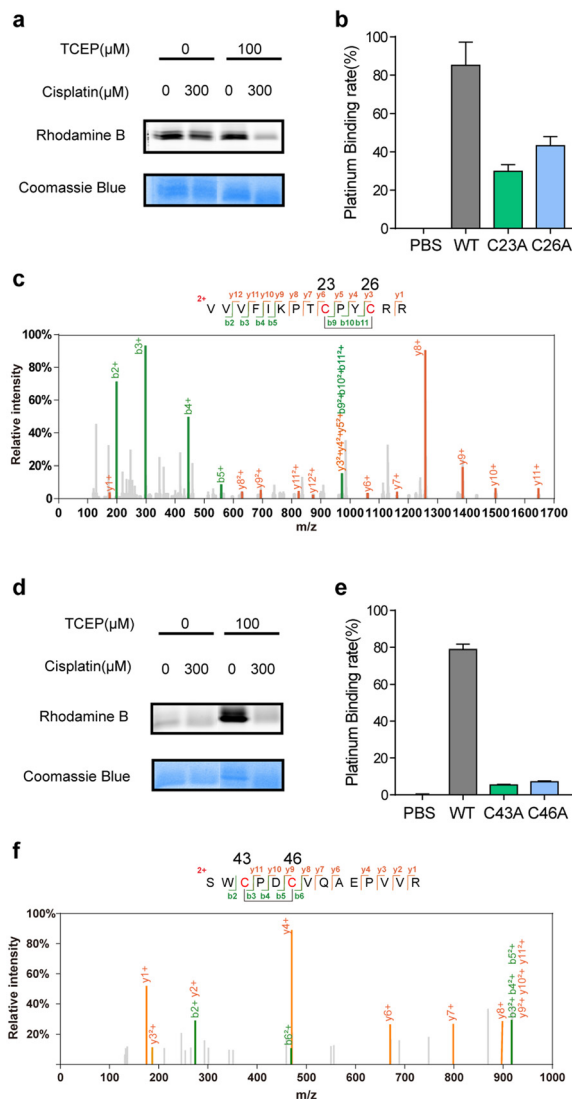 a
TCEP(μM) 0 100
Cisplatin(μM) 0 300 0 300
Rhodamine B
Coomassie Blue
b
Platinum Binding rate(%)
100
80
60
40
20
0
PBS WT C23A C26A
c
23 26
y12 y11 y10 y9 y8 y7 y6 y5 y4 y3 y1
2+
V V V F I K P T C P Y C R R
b2 b3 b4 b5 b9 b10 b11
Relative intensity
100%
80%
60%
40%
20%
0
y1+
b2+
b3+
b4+
b5+
y8²+
y9²+
y11²+
y12²+
y3²+y4²+y5²+b9²+b10²+b11²+
y6+
y7+
y8+
y9+
y10+
y11+
0 100 200 300 400 500 600 700 800 900 1000 1100 1200 1300 1400 1500 1600 1700
m/z
d
TCEP(μM) 0 100
Cisplatin(μM) 0 300 0 300
Rhodamine B
Coomassie Blue
e
Platinum Binding rate(%)
80
60
40
20
0
PBS WT C43A C46A
f
43 46
y11 y10 y9 y8 y7 y6 y4 y3 y2 y1
2+
S W C P D C V Q A E P V V R
b2 b3 b4 b5 b6
Relative intensity
100%
80%
60%
40%
20%
y1+
y3²+
b2+ y2+
y4+
b6²+
y6+
y7+
y8+
b3²+ b4²+ b5²+
y9²+ y10²+ y11²+
0 100 200 300 400 500 600 700 800 900 1000
m/z